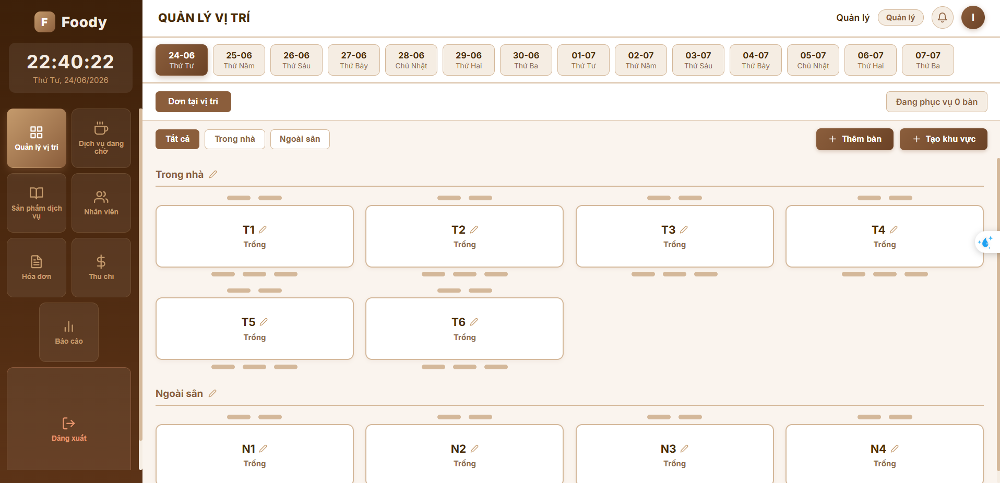 F Foody
22:40:22
Thứ Tư, 24/06/2026
Quản lý vị trí
Dịch vụ đang
chờ
Sản phẩm dịch
vụ
Nhân viên
Hóa đơn
Thu chi
Báo cáo
Đăng xuất
QUẢN LÝ VỊ TRÍ
Quản lý
Quản lý
I
24-06
Thứ Tư
25-06
Thứ Năm
26-06
Thứ Sáu
27-06
Thứ Bảy
28-06
Chủ Nhật
29-06
Thứ Hai
30-06
Thứ Ba
01-07
Thứ Tư
02-07
Thứ Năm
03-07
Thứ Sáu
04-07
Thứ Bảy
05-07
Chủ Nhật
06-07
Thứ Hai
07-07
Thứ Ba
Đơn tại vị trí
Đang phục vụ 0 bàn
Tất cả
Trong nhà
Ngoài sân
+ Thêm bàn
+ Tạo khu vực
Trong nhà
T1
Trống
T2
Trống
T3
Trống
T4
Trống
T5
Trống
T6
Trống
Ngoài sân
N1
Trống
N2
Trống
N3
Trống
N4
Trống